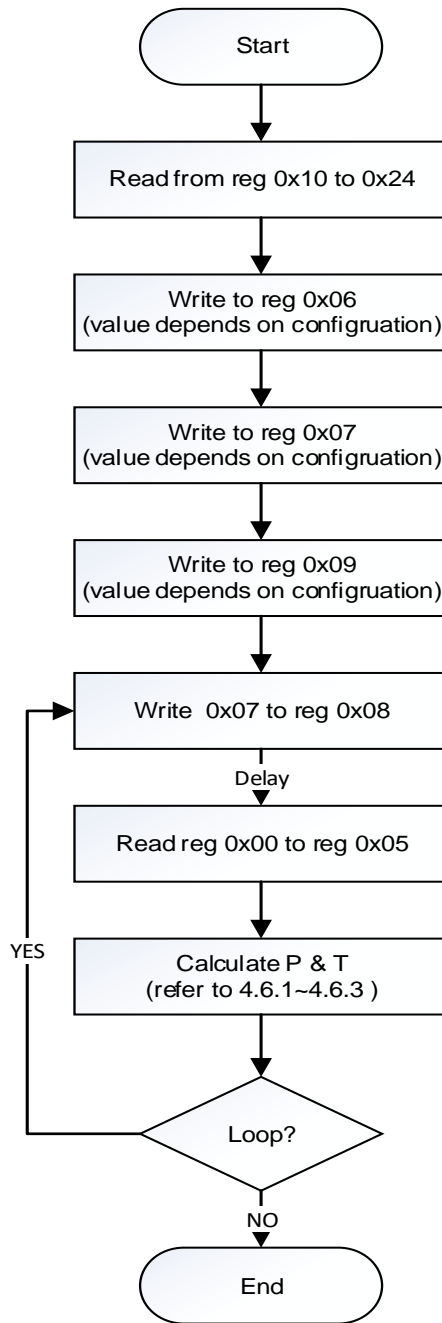 Start
Read from reg 0x10 to 0x24
Write to reg 0x06
(value depends on configruation)
Write to reg 0x07
(value depends on configruation)
Write to reg 0x09
(value depends on configruation)
Write 0x07 to reg 0x08
Delay
Read reg 0x00 to reg 0x05
YES
Calculate P & T
(refer to 4.6.1~4.6.3 )
Loop?
NO
End